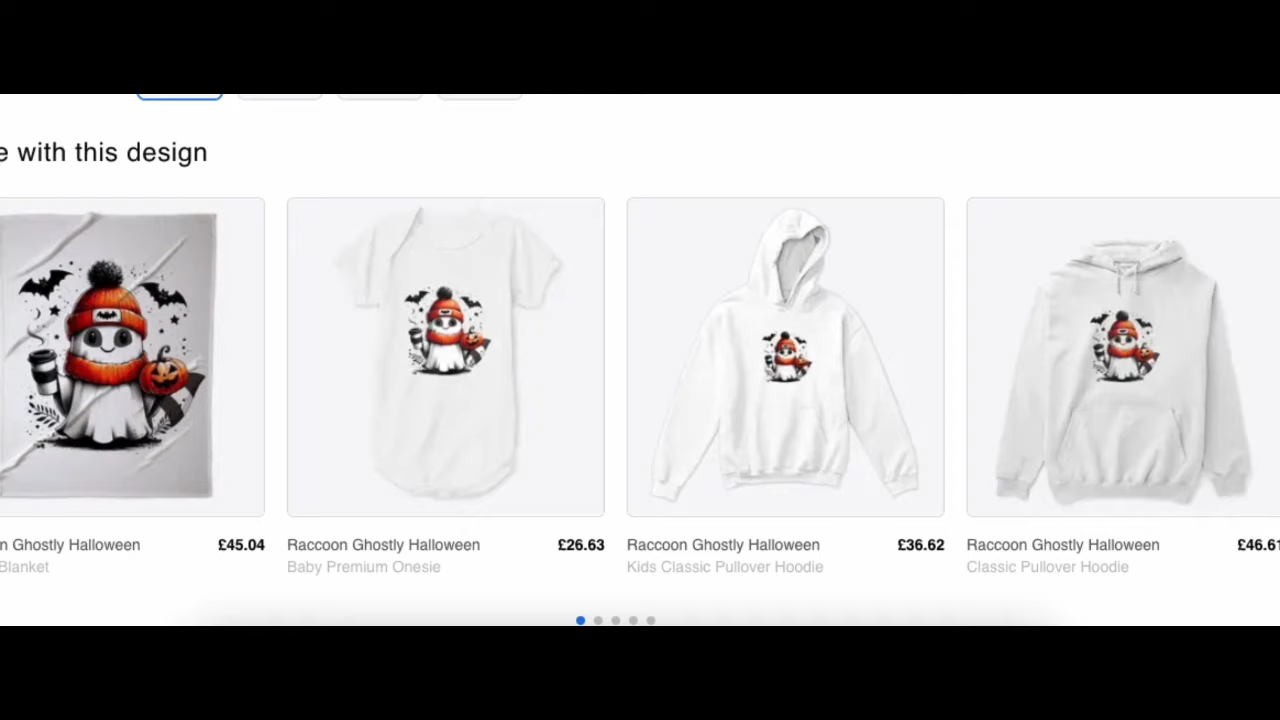 e with this design
n Ghostly Halloween £45.04
Blanket
Raccoon Ghostly Halloween £26.63
Baby Premium Onesie
Raccoon Ghostly Halloween £36.62
Kids Classic Pullover Hoodie
Raccoon Ghostly Halloween £46.61
Classic Pullover Hoodie